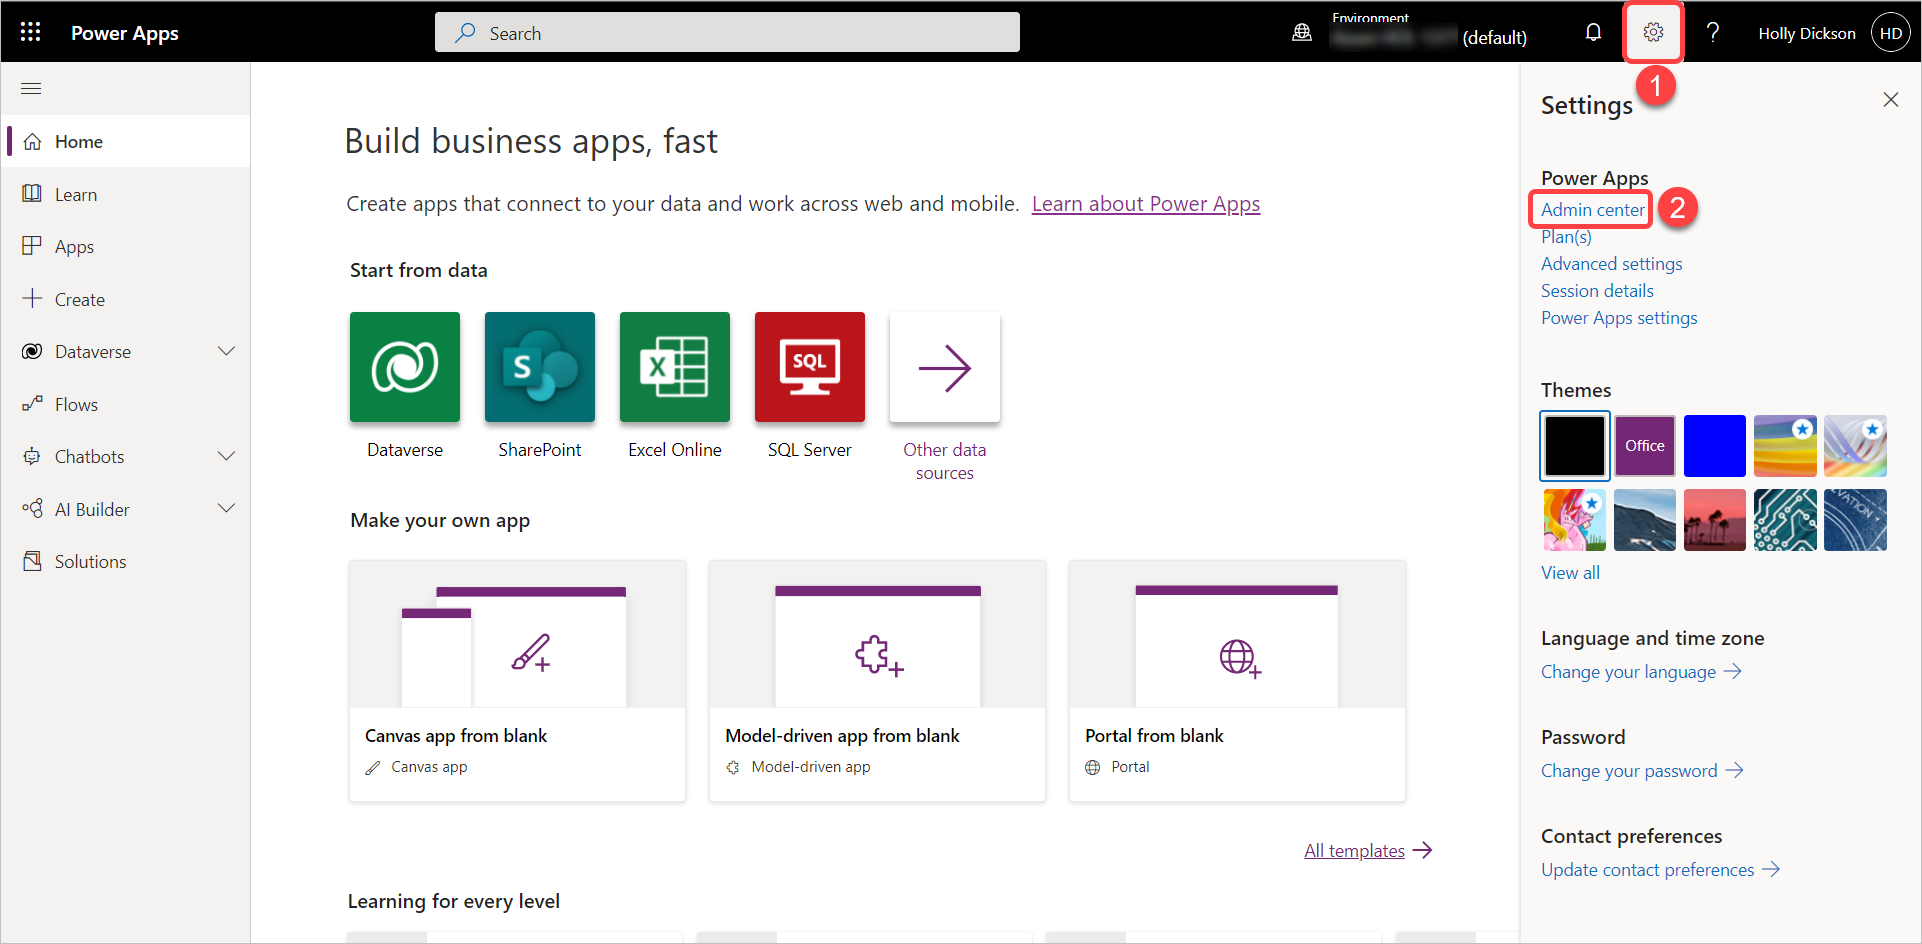 Power Apps
Search
Environment
(default)
Holly Dickson
HD
1
Home
Learn
Apps
Create
Dataverse
Flows
Chatbots
AI Builder
Solutions
Build business apps, fast
Create apps that connect to your data and work across web and mobile. Learn about Power Apps
Start from data
S
X
SQL
Dataverse
SharePoint
Excel Online
SQL Server
Other data
sources
Make your own app
Canvas app from blank
Canvas app
Model-driven app from blank
Model-driven app
Portal from blank
Portal
All templates
Learning for every level
Settings
Power Apps
Admin center
2
Plan(s)
Advanced settings
Session details
Power Apps settings
Themes
Office
View all
Language and time zone
Change your language
Password
Change your password
Contact preferences
Update contact preferences